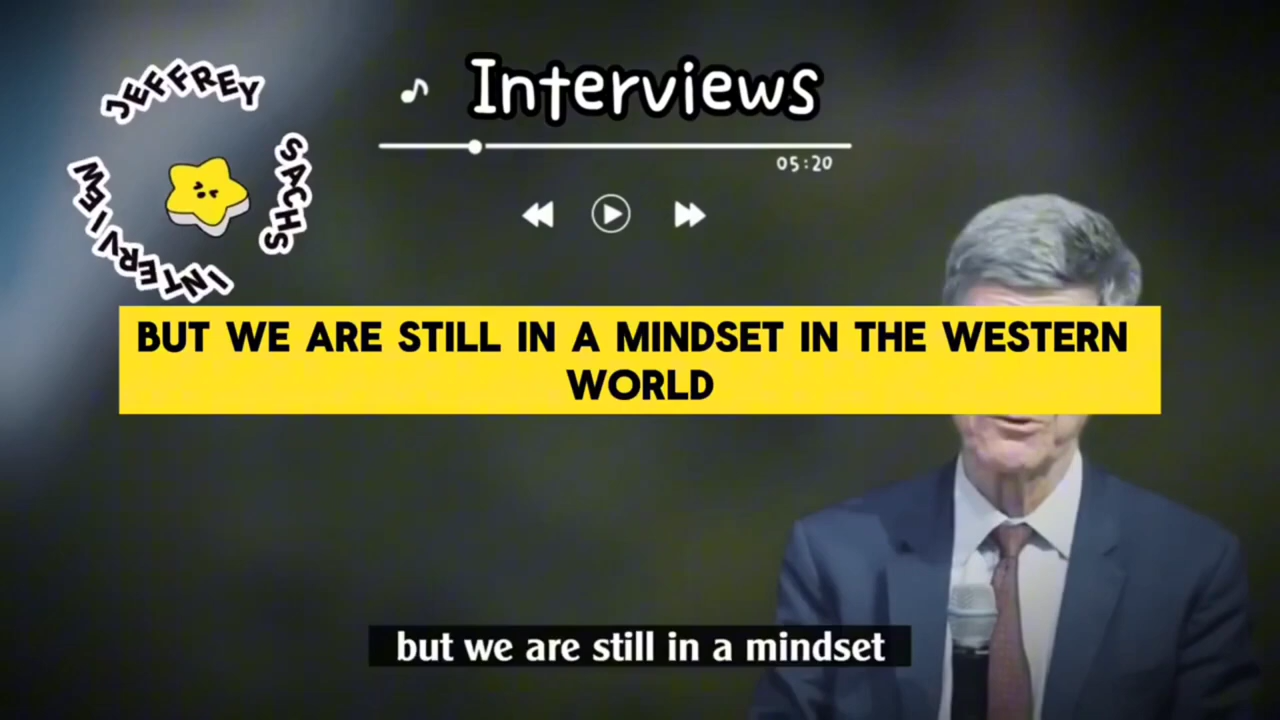 JEFFREY
SACHS
INTERVIEW
Interviews
05:20
BUT WE ARE STILL IN A MINDSET IN THE WESTERN
WORLD
but we are still in a mindset